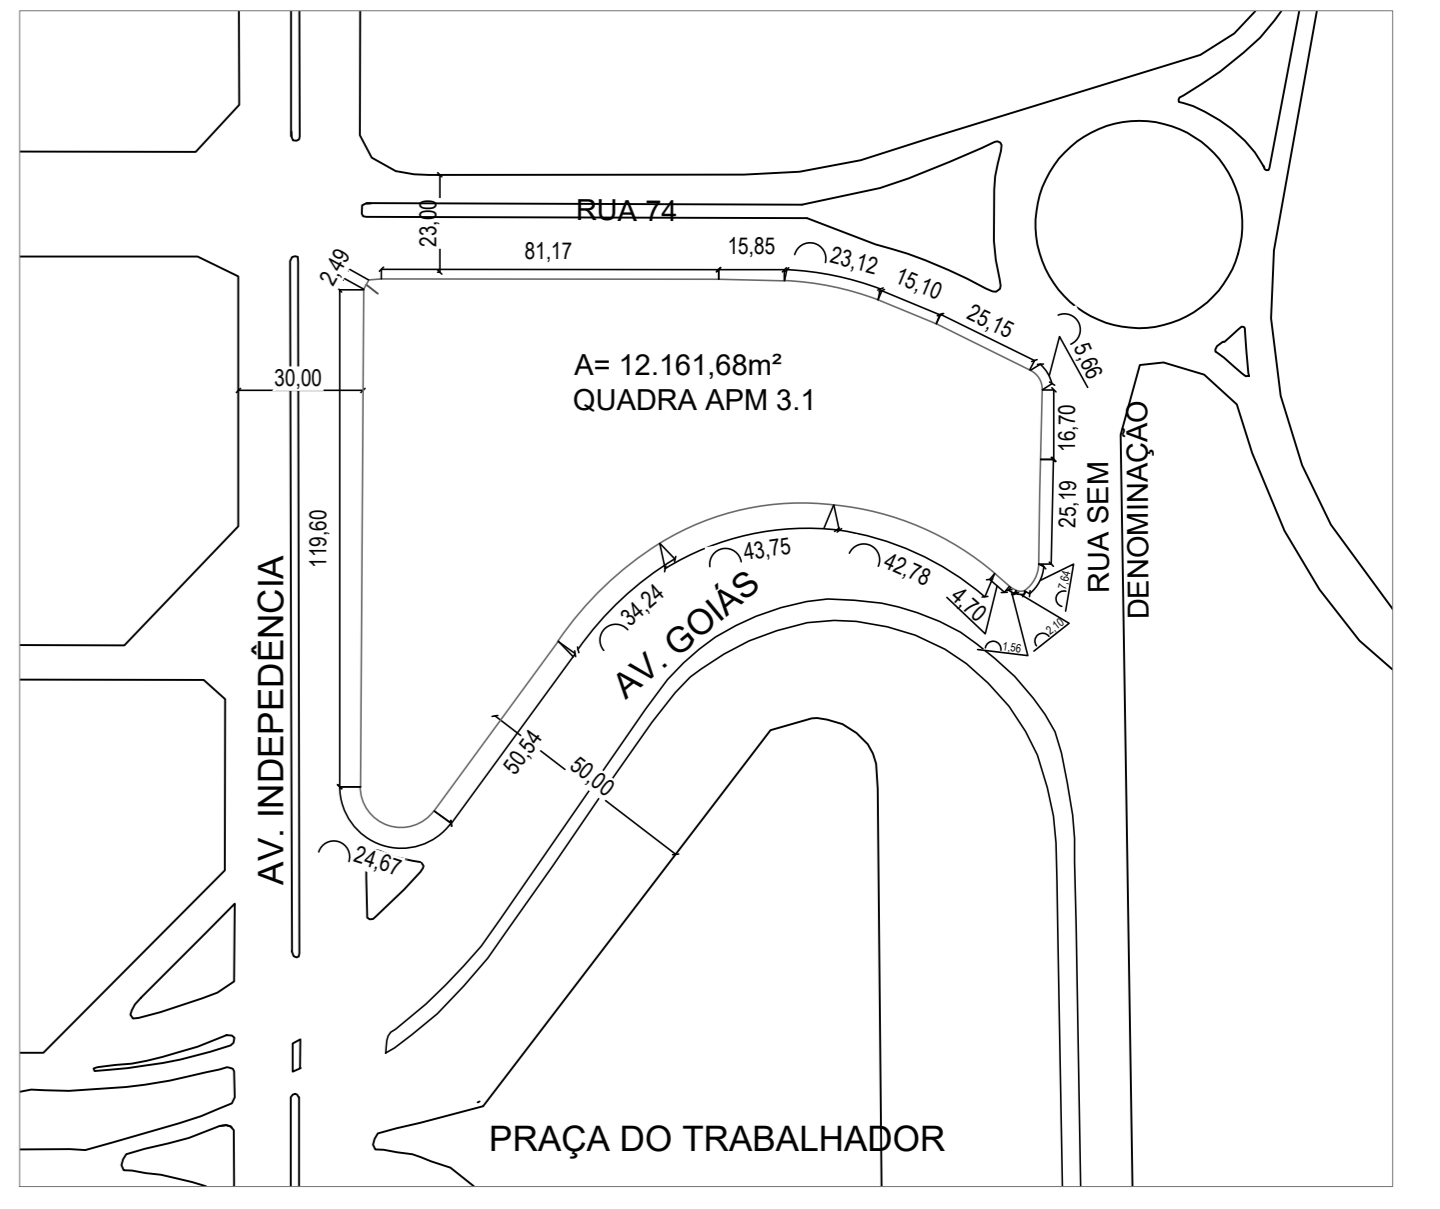 RUA 74
23,00
2,49
81,17
15,85
23,12
15,10
25,15
5,66
A= 12.161,68m²
QUADRA APM 3.1
30,00
16,70
25,19
RUA SEM
DENOMINAÇÃO
119,60
43,75
42,78
34,24
4.70
7,64
2,10
1,56
AV. GOIÁS
AV. INDEPEDÊNCIA
50,54
50,00
24,67
PRAÇA DO TRABALHADOR